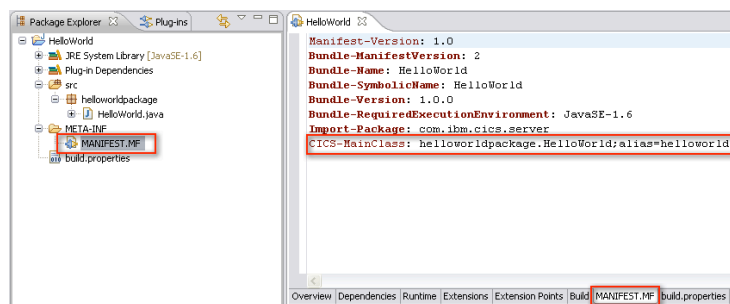 Package Explorer
Plug-ins
HelloWorld
JRE System Library [JavaSE-1.6]
Plug-in Dependencies
src
helloworldpackage
HelloWorld.java
META-INF
MANIFEST.MF
build.properties
HelloWorld
Manifest-Version: 1.0
Bundle-ManifestVersion: 2
Bundle-Name: HelloWorld
Bundle-SymbolicName: HelloWorld
Bundle-Version: 1.0.0
Bundle-RequiredExecutionEnvironment: JavaSE-1.6
Import-Package: com.ibm.cics.server
CICS-MainClass: helloworldpackage.HelloWorld;alias=helloworld
Overview Dependencies Runtime Extensions Extension Points Build MANIFEST.MF build.properties